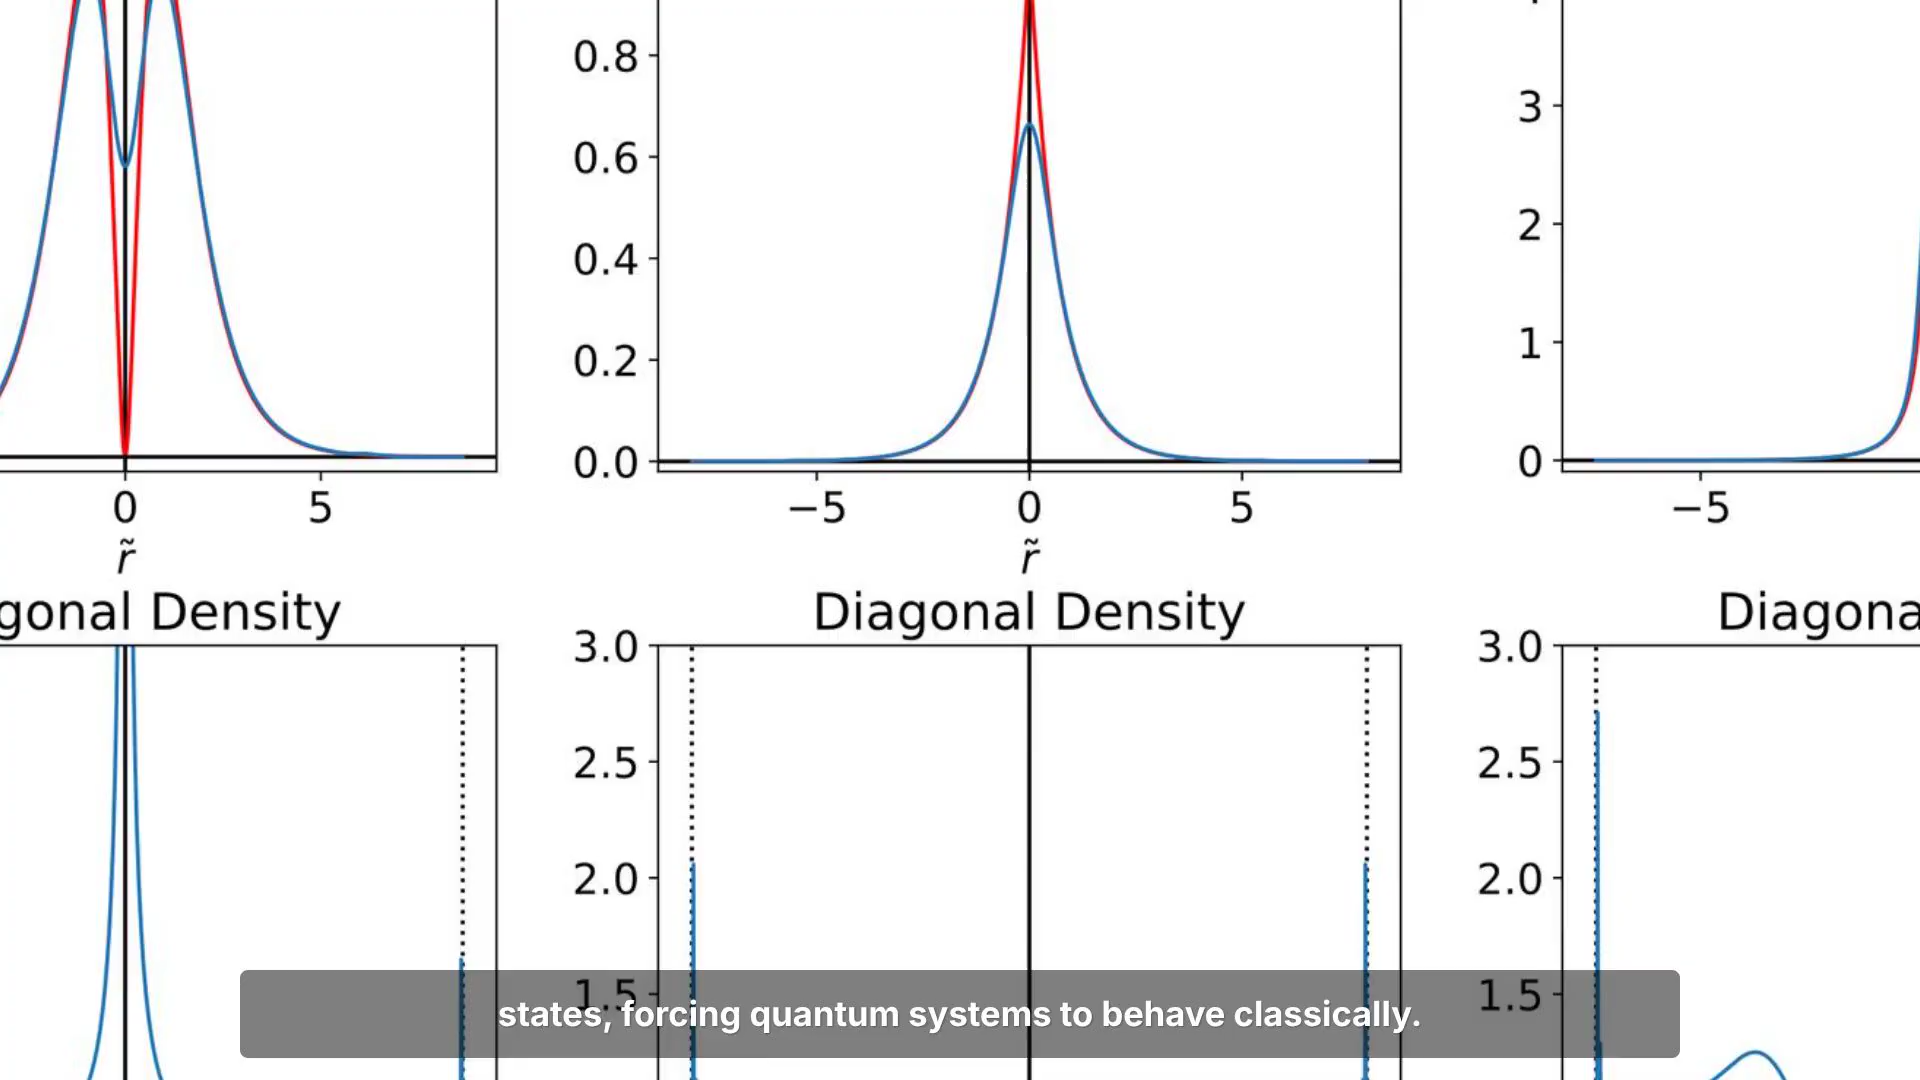 0.8
0.6
0.4
0.2
0.0
3
2
1
0
0 5
−5 0 5
−5
r̃
r̃
gonal Density
Diagonal Density
Diagona
3.0
2.5
2.0
1.5
3.0
2.5
2.0
1.5
states, forcing quantum systems to behave classically.